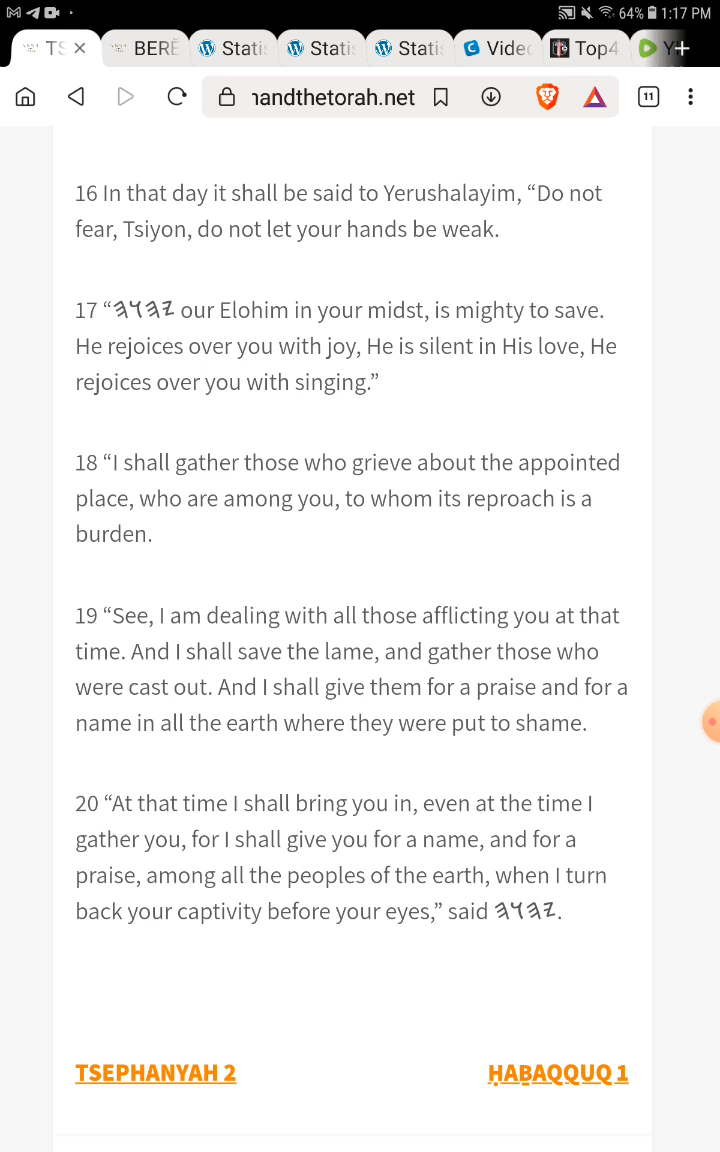 64% 1:17 PM
TS BERĒ Statis Statis Statis Videc Top4 Y
handthetorah.net 11
16 In that day it shall be said to Yerushalayim, “Do not
fear, Tsiyon, do not let your hands be weak.
17 “𐤄𐤅𐤄𐤉 our Elohim in your midst, is mighty to save.
He rejoices over you with joy, He is silent in His love, He
rejoices over you with singing.”
18 “I shall gather those who grieve about the appointed
place, who are among you, to whom its reproach is a
burden.
19 “See, I am dealing with all those afflicting you at that
time. And I shall save the lame, and gather those who
were cast out. And I shall give them for a praise and for a
name in all the earth where they were put to shame.
20 “At that time I shall bring you in, even at the time I
gather you, for I shall give you for a name, and for a
praise, among all the peoples of the earth, when I turn
back your captivity before your eyes,” said 𐤄𐤅𐤄𐤉.
TSEPHANYAH 2 ḤAḆAQQUQ 1